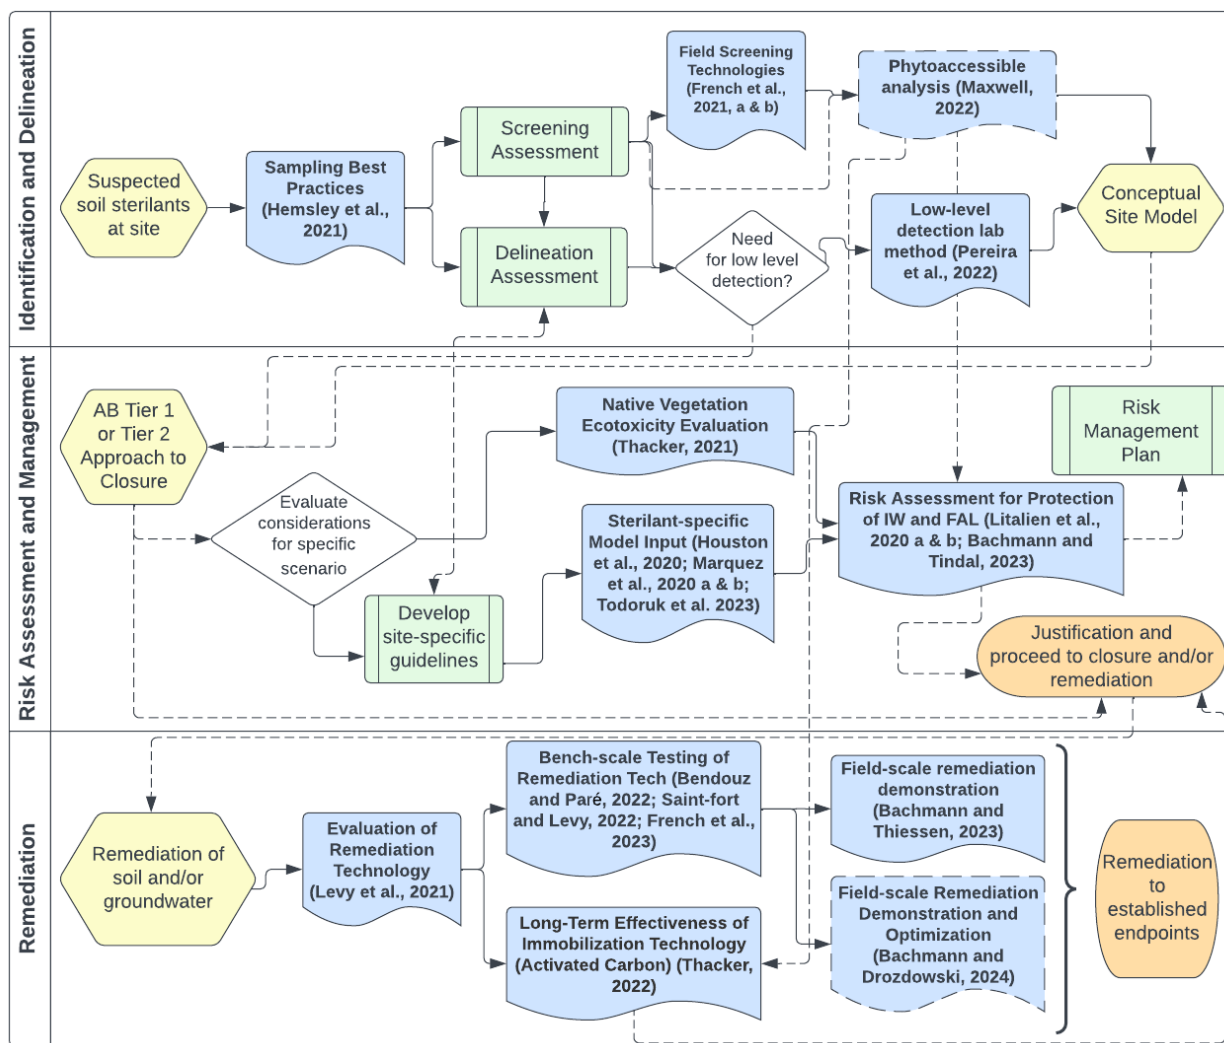 Identification and Delineation
Suspected
soil sterilants
at site
Sampling Best
Practices
(Hemsley et al.,
2021)
Screening
Assessment
Delineation
Assessment
Field Screening
Technologies
(French et al.,
2021, a & b)
Need
for low level
detection?
Phytoaccessible
analysis (Maxwell,
2022)
Low-level
detection lab
method (Pereira
et al., 2022)
Conceptual
Site Model
Risk Assessment and Management
AB Tier 1
or Tier 2
Approach to
Closure
Evaluate
considerations
for specific
scenario
Develop
site-specific
guidelines
Native Vegetation
Ecotoxicity Evaluation
(Thacker, 2021)
Sterilant-specific
Model Input (Houston et
al., 2020; Marquez
et al., 2020 a & b;
Todoruk et al. 2023)
Risk Assessment for Protection
of IW and FAL (Litalien et al.,
2020 a & b; Bachmann and
Tindal, 2023)
Risk
Management
Plan
Justification and
proceed to closure and/or
remediation
Remediation
Remediation of
soil and/or
groundwater
Evaluation of
Remediation
Technology
(Levy et al., 2021)
Bench-scale Testing of
Remediation Tech (Bendouz
and Paré, 2022; Saint-fort
and Levy, 2022; French et al.,
2023)
Long-Term Effectiveness of
Immobilization Technology
(Activated Carbon) (Thacker,
2022)
Field-scale remediation
demonstration
(Bachmann and
Thiessen, 2023)
Field-scale Remediation
Demonstration and
Optimization
(Bachmann and
Drozdowski, 2024)
Remediation
to
established
endpoints